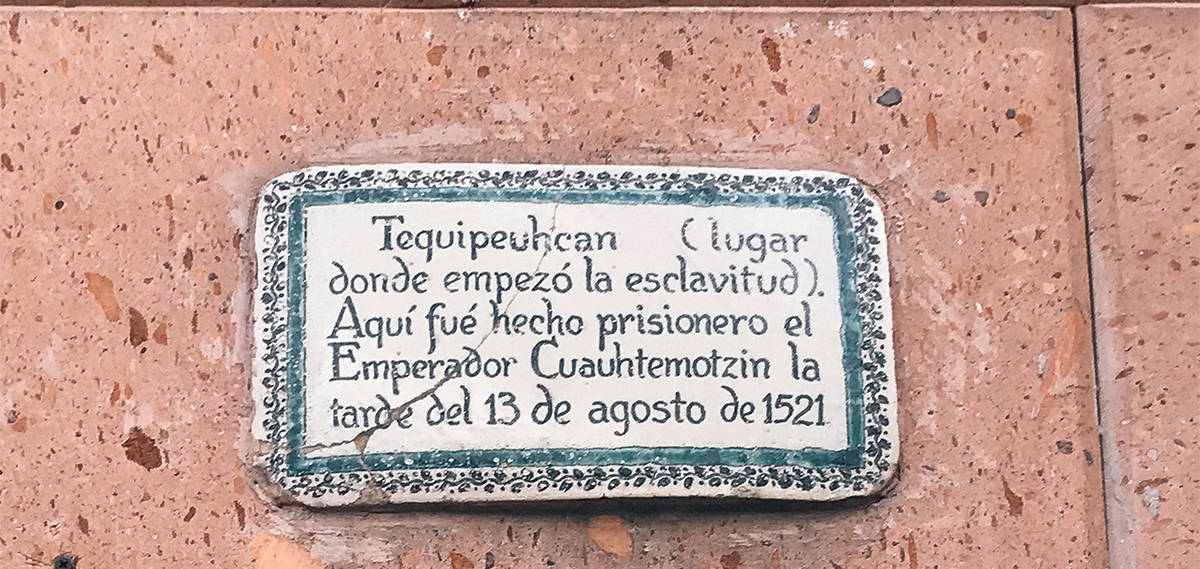 Tequipeuhcan (lugar
donde empezó la esclavitud).
Aquí fué hecho prisionero el
Emperador Cuauhtemotzin la
tarde del 13 de agosto de 1521